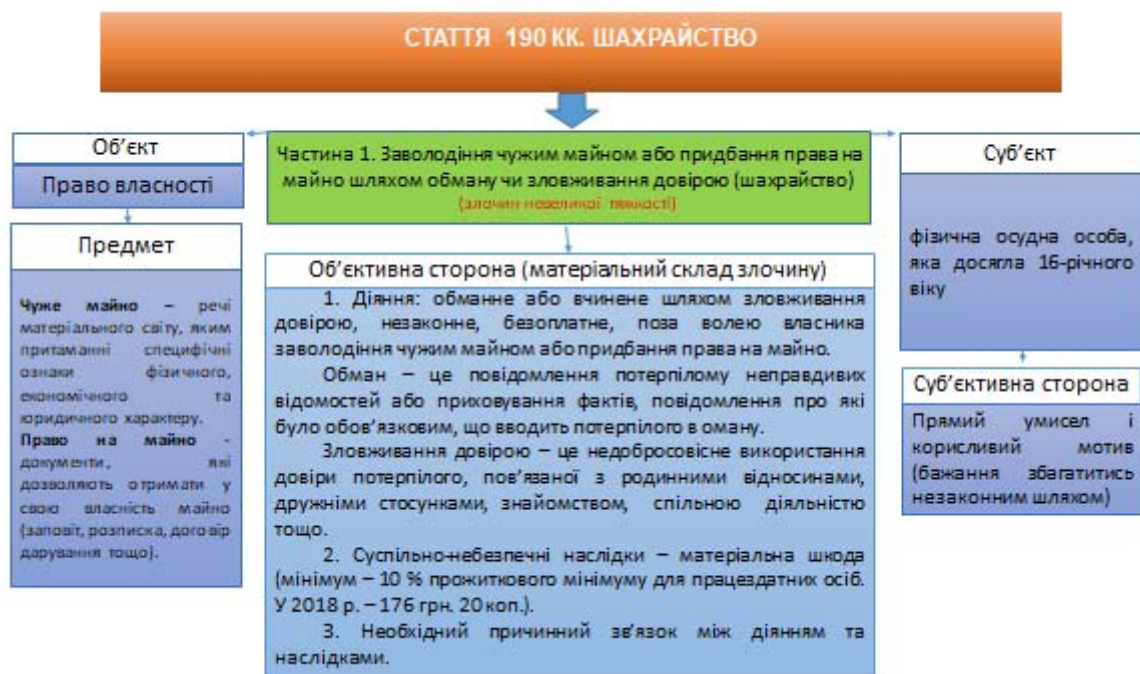 СТАТТЯ 190 КК. ШАХРАЙСТВО
Об'єкт
Право власності
Предмет
Чуже майно – речі
матеріального світу, яким
притаманні специфічні
ознаки фізичного,
економічного та
юридичного характеру.
Право на майно -
документи, які
дозволяють отримати у
свою власність майно
(заповіт, розписка, договір
дарування тощо).
Частина 1. Заволодіння чужим майном або придбання права на
майно шляхом обману чи зловживання довірою (шахрайство)
(злочин невеликої тяжкості)
Об'єктивна сторона (матеріальний склад злочину)
1. Діяння: обманне або вчинене шляхом зловживання
довірою, незаконне, безоплатне, поза волею власника
заволодіння чужим майном або придбання права на майно.
Обман – це повідомлення потерпілому неправдивих
відомостей або приховування фактів, повідомлення про які
було обов'язковим, що вводить потерпілого в оману.
Зловживання довірою – це недобросовісне використання
довіри потерпілого, пов'язаної з родинними відносинами,
дружніми стосунками, знайомством, спільною діяльністю
тощо.
2. Суспільно-небезпечні наслідки – матеріальна шкода
(мінімум – 10 % прожиткового мінімуму для працездатних осіб.
У 2018 р. – 176 грн. 20 коп.).
3. Необхідний причинний зв'язок між діянням та
наслідками.
Суб'єкт
фізична осудна особа,
яка досягла 16-річного
віку
Суб'єктивна сторона
Прямий умисел і
корисливий мотив
(бажання збагатитись
незаконним шляхом)